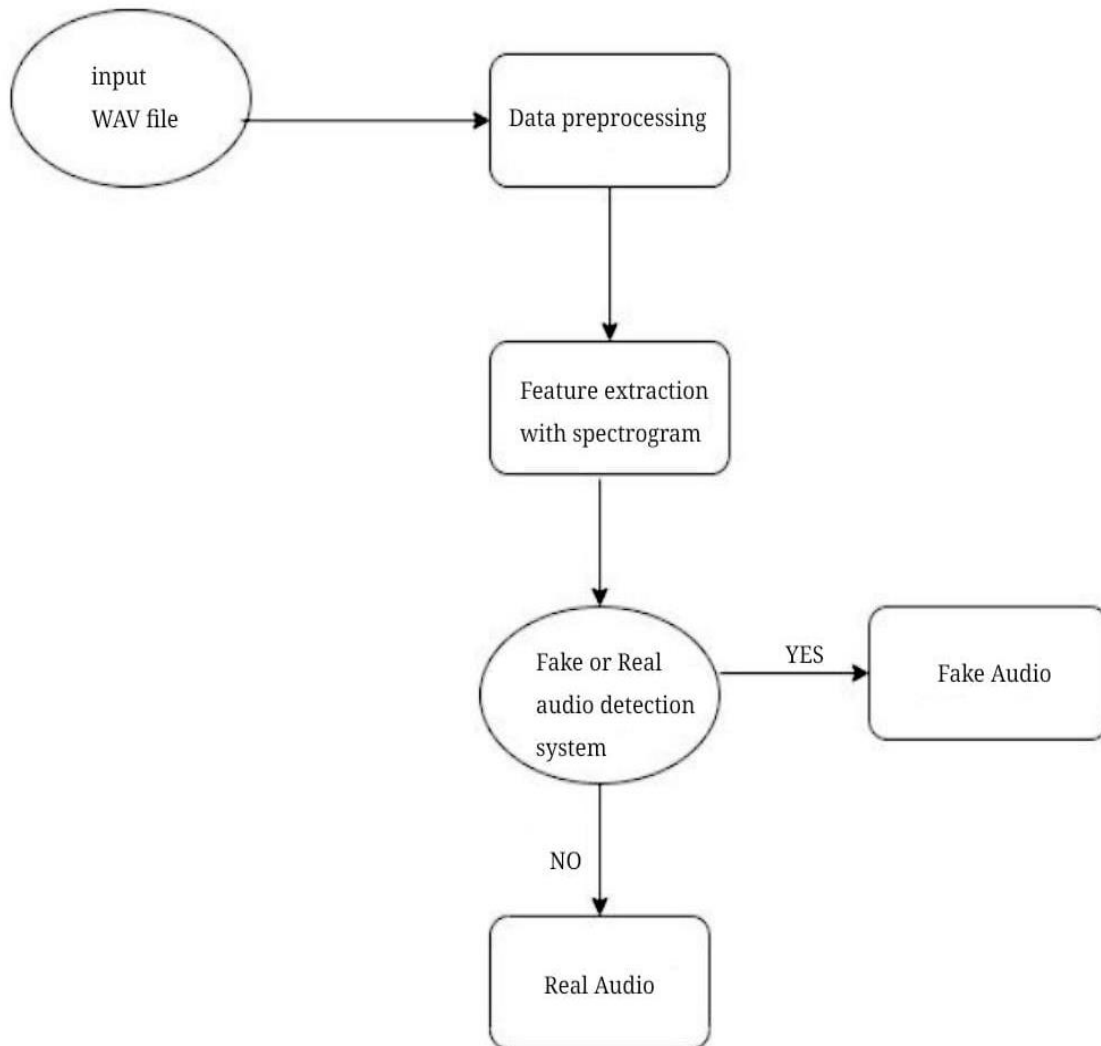 input
WAV file
Data preprocessing
Feature extraction
with spectrogram
Fake or Real
audio detection
system
YES
Fake Audio
NO
Real Audio